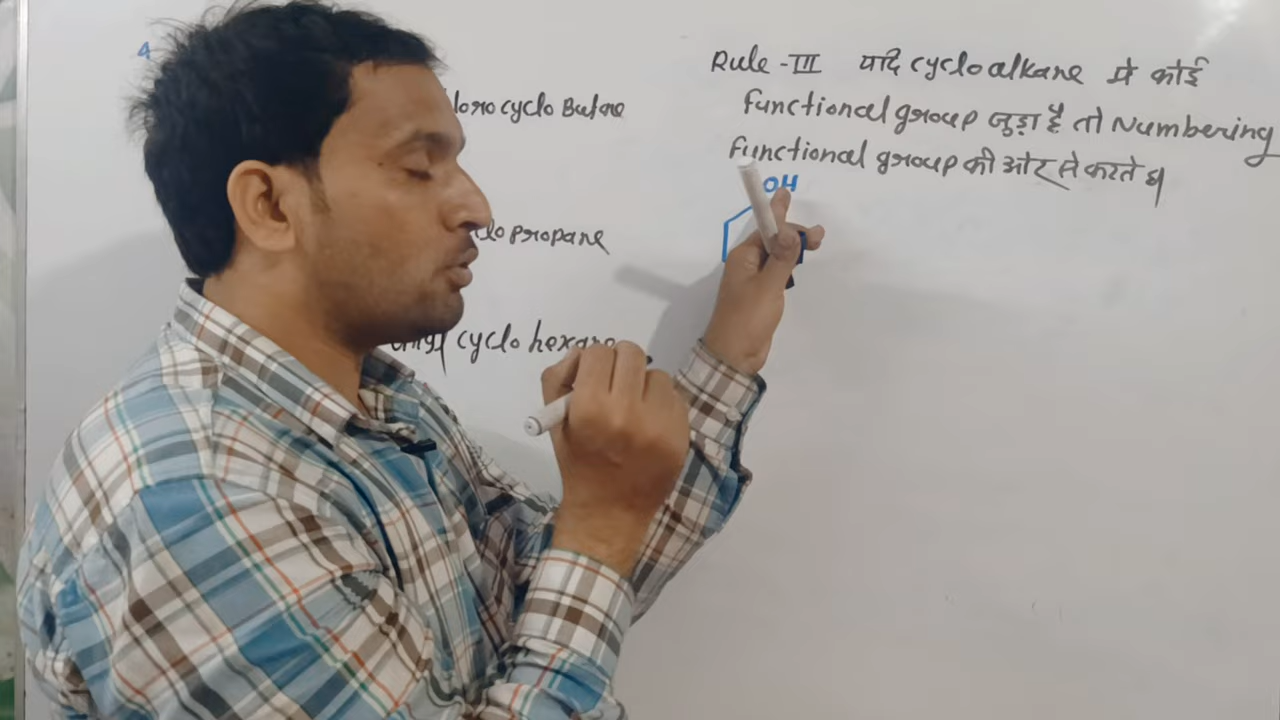 4
loro cyclo Butane
clo propane
cyclo hexane
Rule - III यदि cycloalkane मे कोई
functional group जुड़ा है तो Numbering
functional group की ओर से करते है।
OH